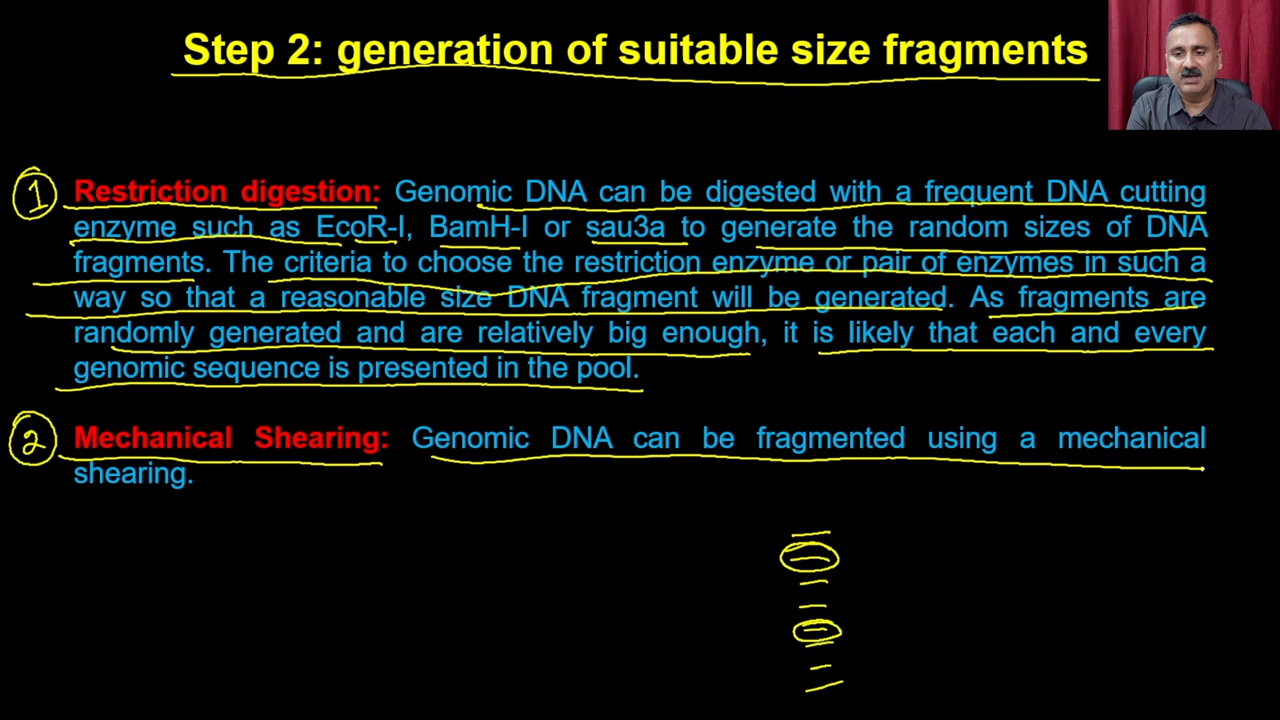 Step 2: generation of suitable size fragments
1 Restriction digestion: Genomic DNA can be digested with a frequent DNA cutting
enzyme such as EcoR-I, BamH-I or sau3a to generate the random sizes of DNA
fragments. The criteria to choose the restriction enzyme or pair of enzymes in such a
way so that a reasonable size DNA fragment will be generated. As fragments are
randomly generated and are relatively big enough, it is likely that each and every
genomic sequence is presented in the pool.
2 Mechanical Shearing: Genomic DNA can be fragmented using a mechanical
shearing.